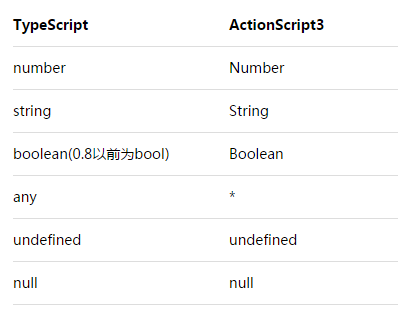 TypeScript ActionScript3
number Number
string String
boolean(0.8以前为bool) Boolean
any *
undefined undefined
null null